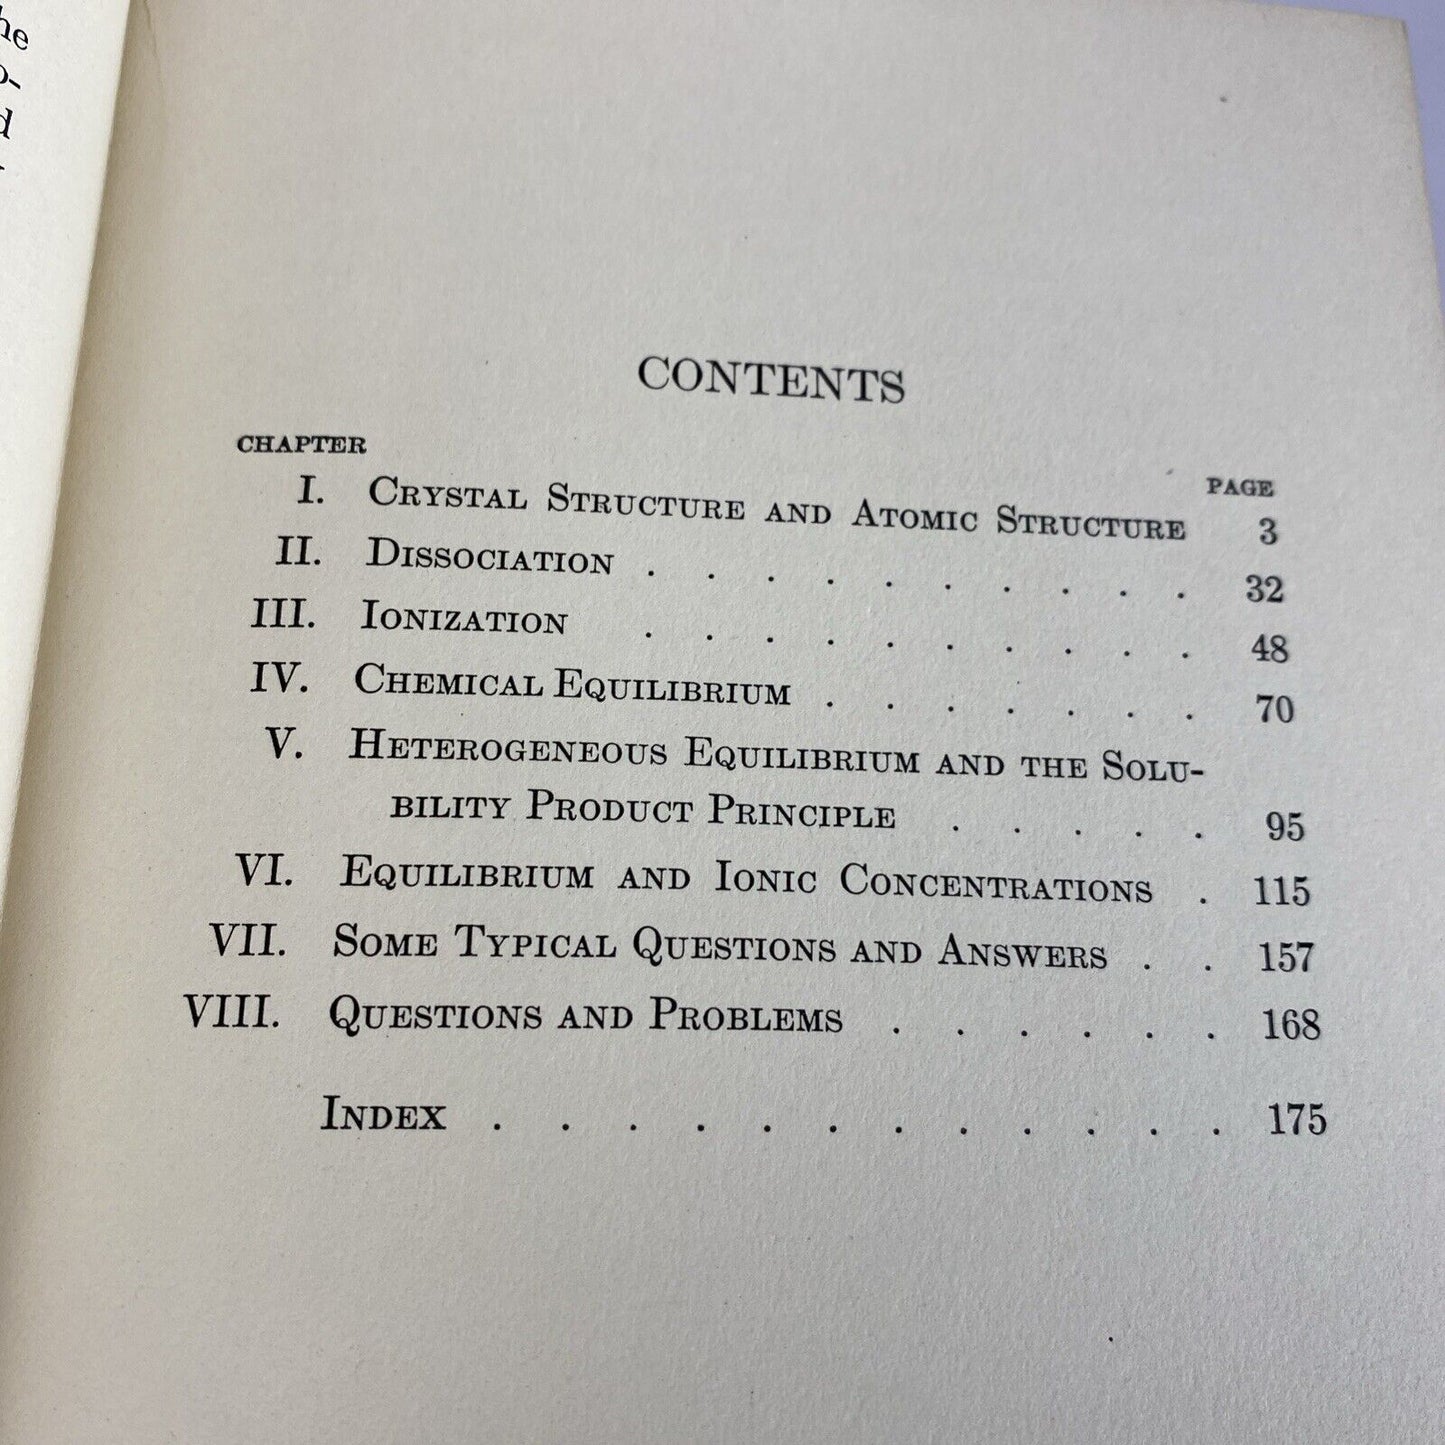 he
d
CONTENTS
CHAPTER
PAGE
I. CRYSTAL STRUCTURE AND ATOMIC STRUCTURE 3
II. DISSOCIATION . . . . . . . . . . 32
III. IONIZATION . . . . . . . . . . 48
IV. CHEMICAL EQUILIBRIUM . . . . . . . 70
V. HETEROGENEOUS EQUILIBRIUM AND THE SOLU-
BILITY PRODUCT PRINCIPLE . . . . . 95
VI. EQUILIBRIUM AND IONIC CONCENTRATIONS . 115
VII. SOME TYPICAL QUESTIONS AND ANSWERS . . 157
VIII. QUESTIONS AND PROBLEMS . . . . . . 168
INDEX . . . . . . . . . . . . 175